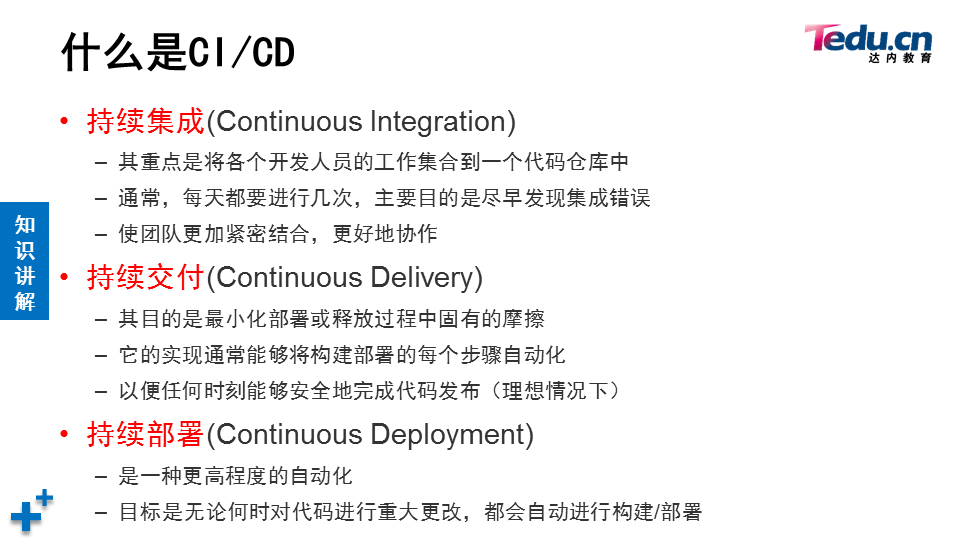 什么是CI/CD
Tedu.cn
达内教育
• 持续集成(Continuous Integration)
– 其重点是将各个开发人员的工作集合到一个代码仓库中
– 通常，每天都要进行几次，主要目的是尽早发现集成错误
– 使团队更加紧密结合，更好地协作
知识讲解
• 持续交付(Continuous Delivery)
– 其目的是最小化部署或释放过程中固有的摩擦
– 它的实现通常能够将构建部署的每个步骤自动化
– 以便任何时刻能够安全地完成代码发布（理想情况下）
• 持续部署(Continuous Deployment)
– 是一种更高程度的自动化
– 目标是无论何时对代码进行重大更改，都会自动进行构建/部署